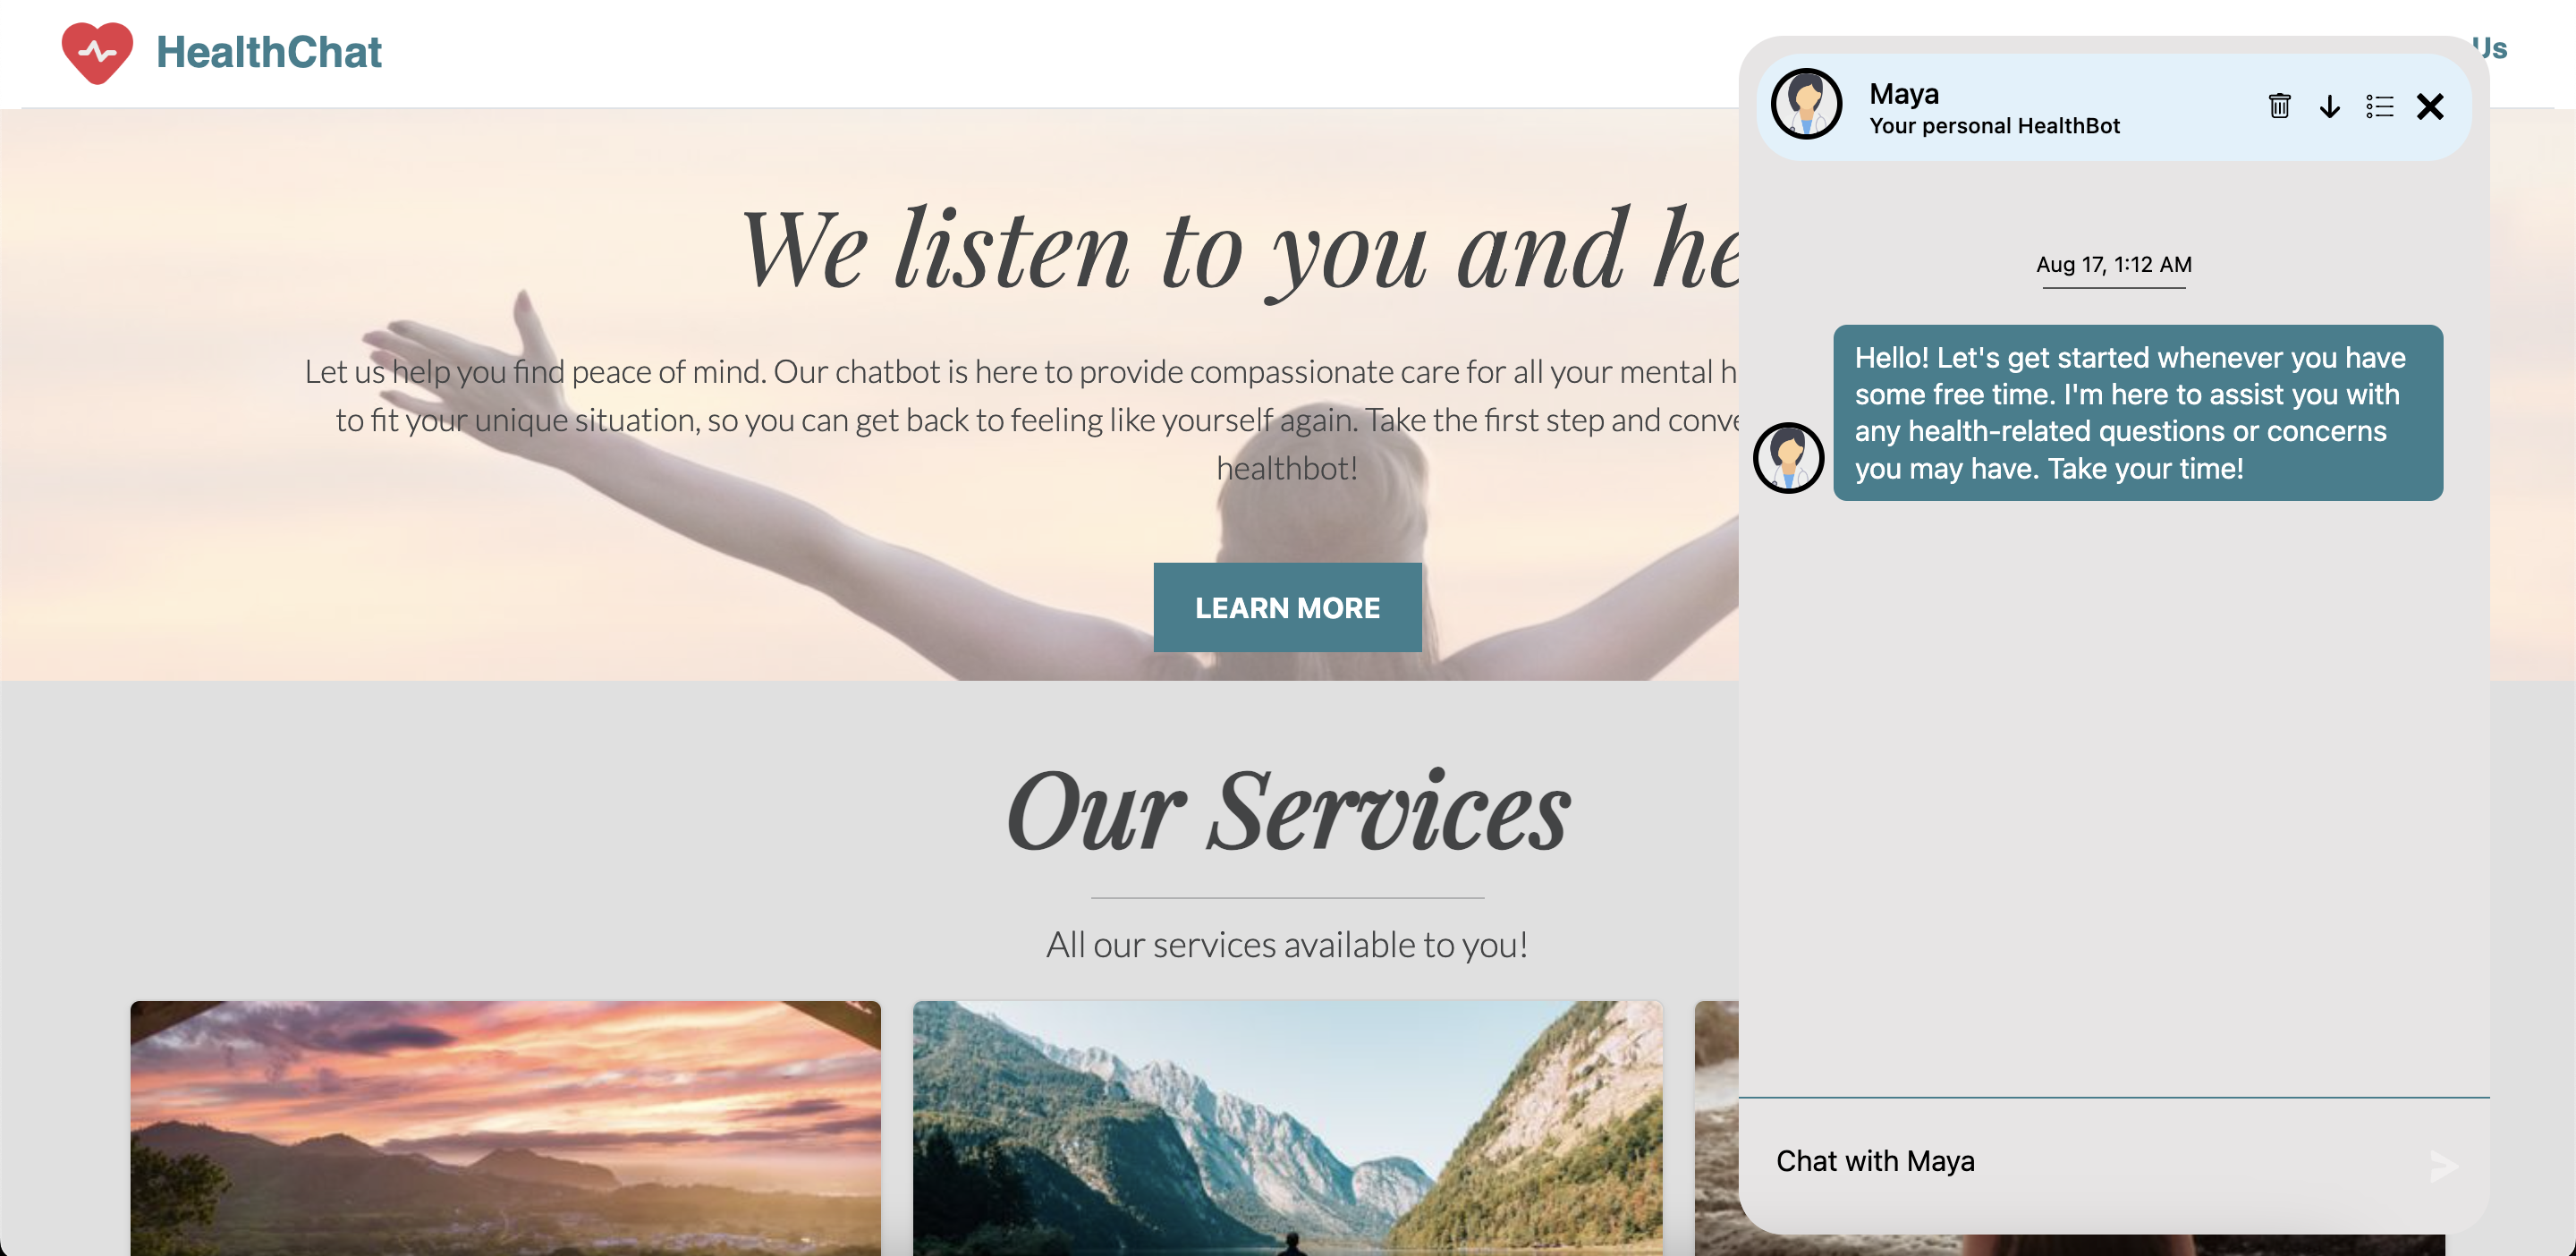 HealthChat
Us
We listen to you and he
Let us help you find peace of mind. Our chatbot is here to provide compassionate care for all your mental h
to fit your unique situation, so you can get back to feeling like yourself again. Take the first step and conve
healthbot!
LEARN MORE
Our Services
All our services available to you!
Maya
Your personal HealthBot
Aug 17, 1:12 AM
Hello! Let's get started whenever you have
some free time. I'm here to assist you with
any health-related questions or concerns
you may have. Take your time!
Chat with Maya